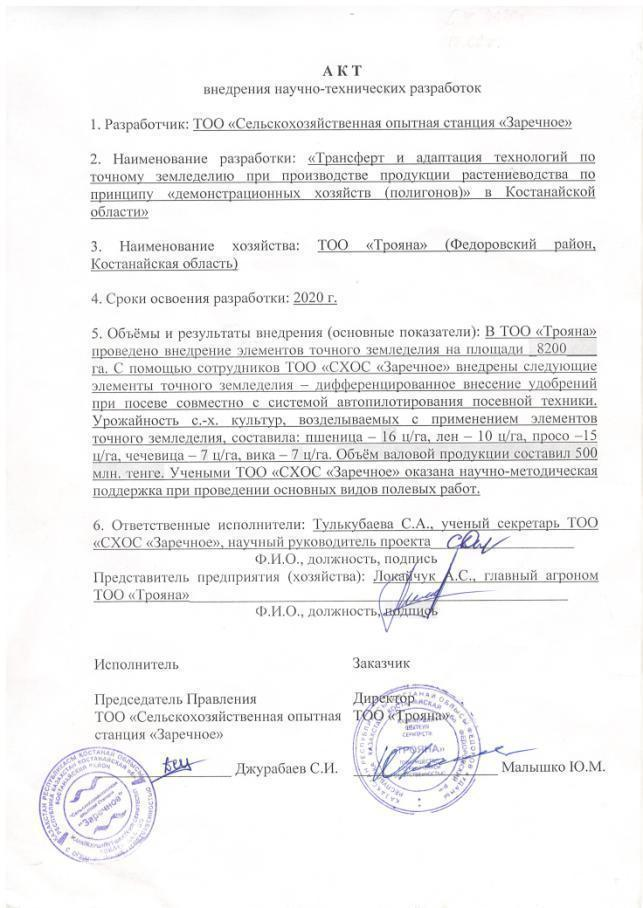 А К Т
внедрения научно-технических разработок
1. Разработчик: ТОО «Сельскохозяйственная опытная станция «Заречное»
2. Наименование разработки: «Трансферт и адаптация технологий по
точному земледелию при производстве продукции растениеводства по
принципу «демонстрационных хозяйств (полигонов)» в Костанайской
области»
3. Наименование хозяйства: ТОО «Трояна» (Федоровский район,
Костанайская область)
4. Сроки освоения разработки: 2020 г.
5. Объёмы и результаты внедрения (основные показатели): В ТОО «Трояна»
проведено внедрение элементов точного земледелия на площади _8200____
га. С помощью сотрудников ТОО «СХОС «Заречное» внедрены следующие
элементы точного земледелия – дифференцированное внесение удобрений
при посеве совместно с системой автопилотирования посевной техники.
Урожайность с.-х. культур, возделываемых с применением элементов
точного земледелия, составила: пшеница – 16 ц/га, лен – 10 ц/га, просо –15
ц/га, чечевица – 7 ц/га, вика – 7 ц/га. Объём валовой продукции составил 500
млн. тенге. Учеными ТОО «СХОС «Заречное» оказана научно-методическая
поддержка при проведении основных видов полевых работ.
6. Ответственные исполнители: Тулькубаева С.А., ученый секретарь ТОО
«СХОС «Заречное», научный руководитель проекта
Ф.И.О., должность, подпись
Представитель предприятия (хозяйства): Локайчук А.С., главный агроном
ТОО «Трояна»
Ф.И.О., должность, подпись
Исполнитель
Председатель Правления
ТОО «Сельскохозяйственная опытная
станция «Заречное»
Джурабаев С.И.
"Заречное"
Заказчик
Директор
ТОО «Трояна»
«ТРОЯНА»
Малышко Ю.М.